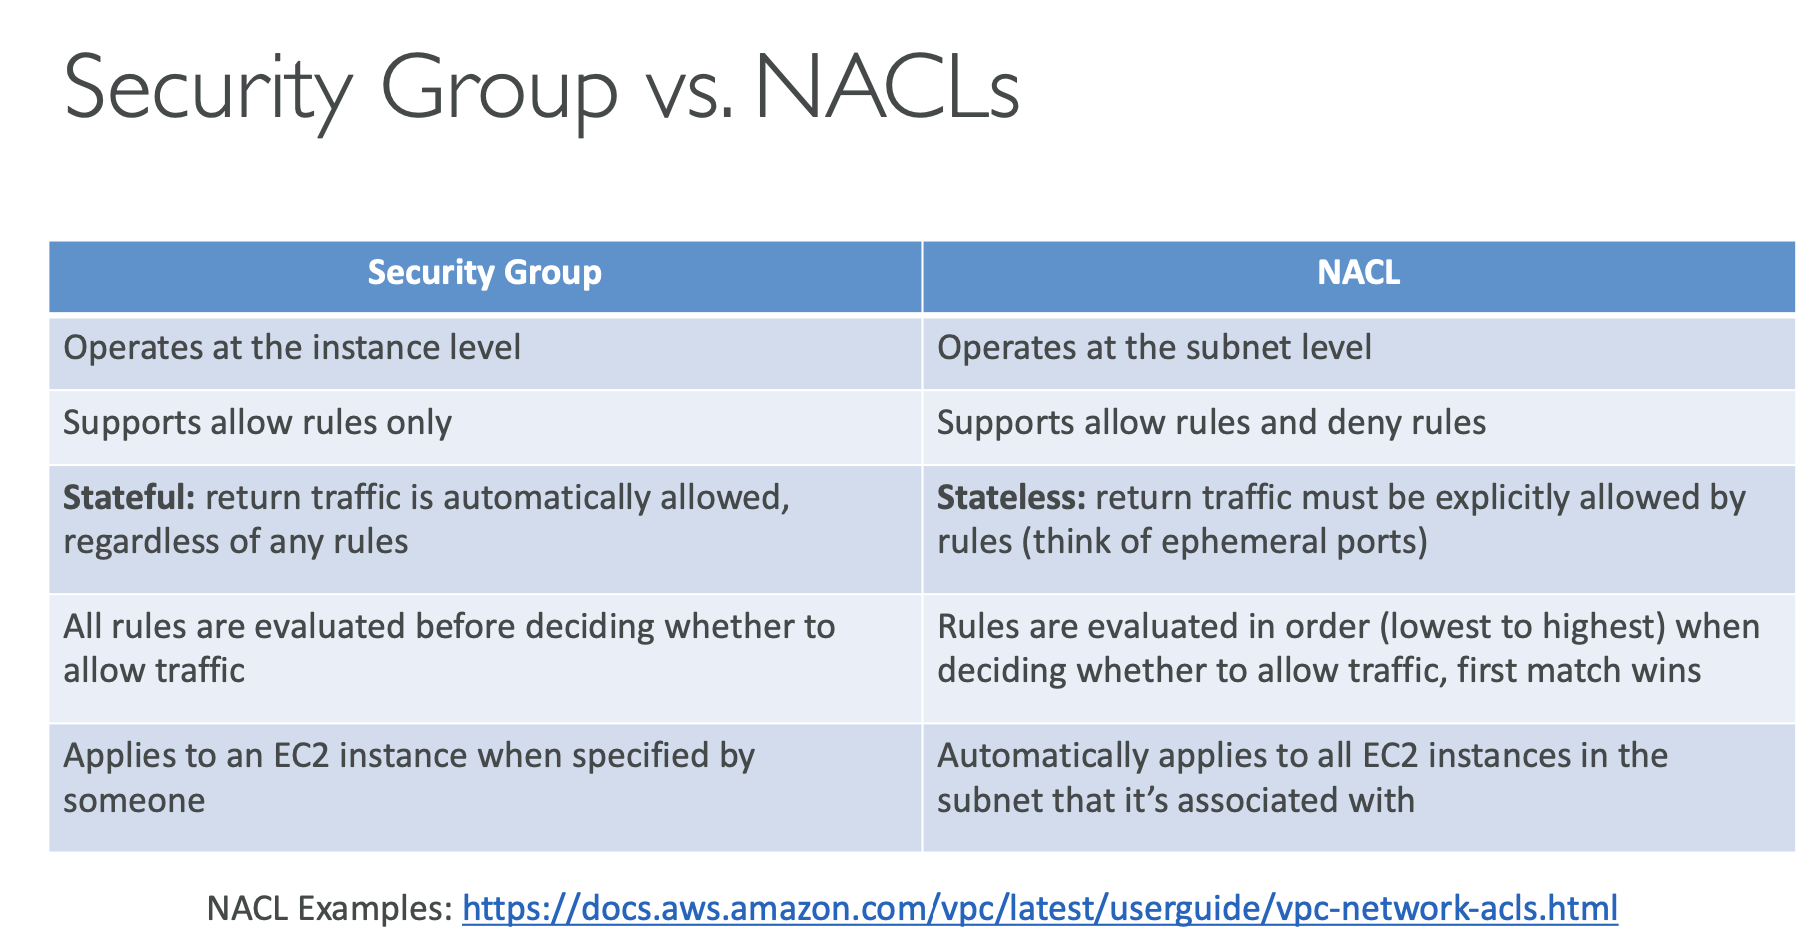 Security Group vs. NACLs
Security Group
NACL
Operates at the instance level
Operates at the subnet level
Supports allow rules only
Supports allow rules and deny rules
Stateful: return traffic is automatically allowed,
regardless of any rules
Stateless: return traffic must be explicitly allowed by
rules (think of ephemeral ports)
All rules are evaluated before deciding whether to
allow traffic
Rules are evaluated in order (lowest to highest) when
deciding whether to allow traffic, first match wins
Applies to an EC2 instance when specified by
someone
Automatically applies to all EC2 instances in the
subnet that it’s associated with
NACL Examples: https://docs.aws.amazon.com/vpc/latest/userguide/vpc-network-acls.html